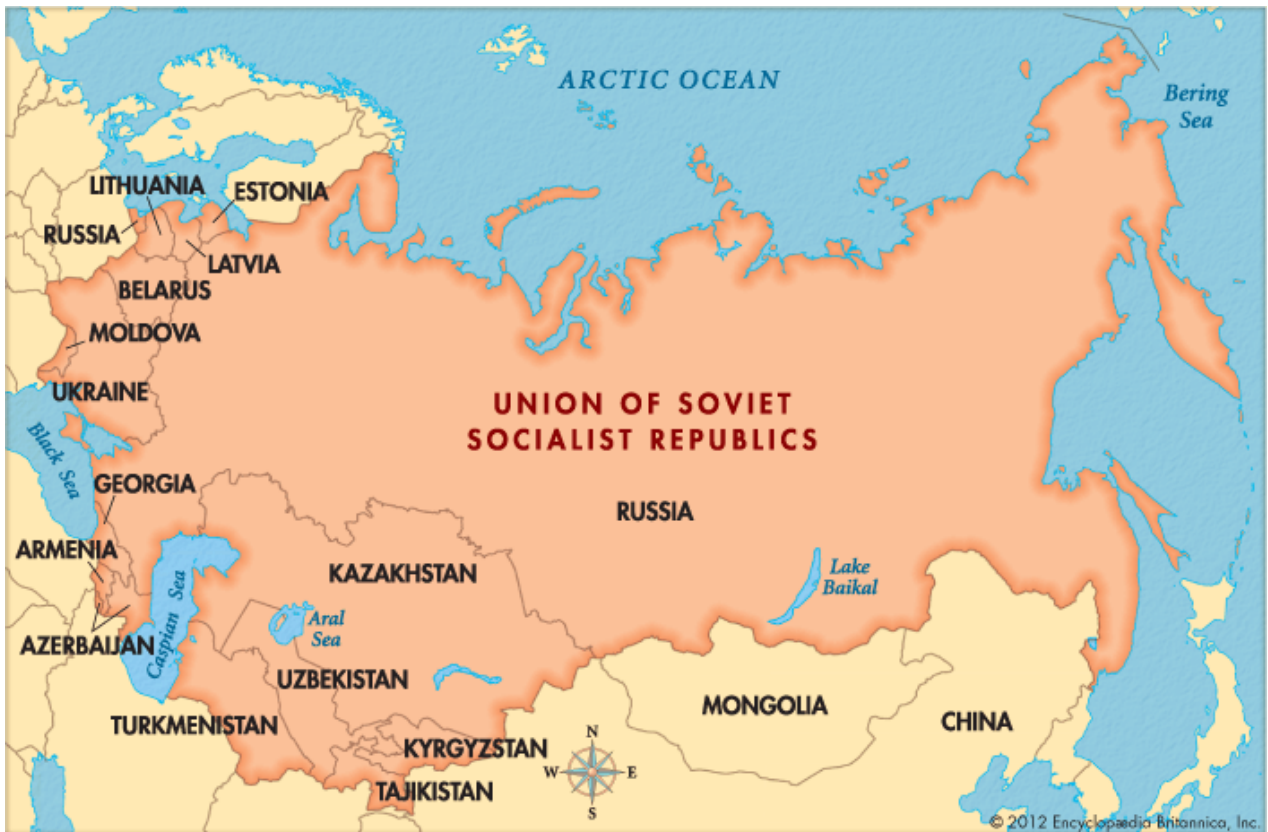 ARCTIC OCEAN
Bering
Sea
LITHUANIA
ESTONIA
RUSSIA
LATVIA
BELARUS
MOLDOVA
UKRAINE
UNION OF SOVIET
SOCIALIST REPUBLICS
Black Sea
GEORGIA
RUSSIA
ARMENIA
KAZAKHSTAN
Lake
Baikal
Caspian Sea
Aral
Sea
AZERBAIJAN
UZBEKISTAN
MONGOLIA
TURKMENISTAN
CHINA
KYRGYZSTAN
TAJIKISTAN
N
W
E
S
© 2012 Encyclopædia Britannica, Inc.